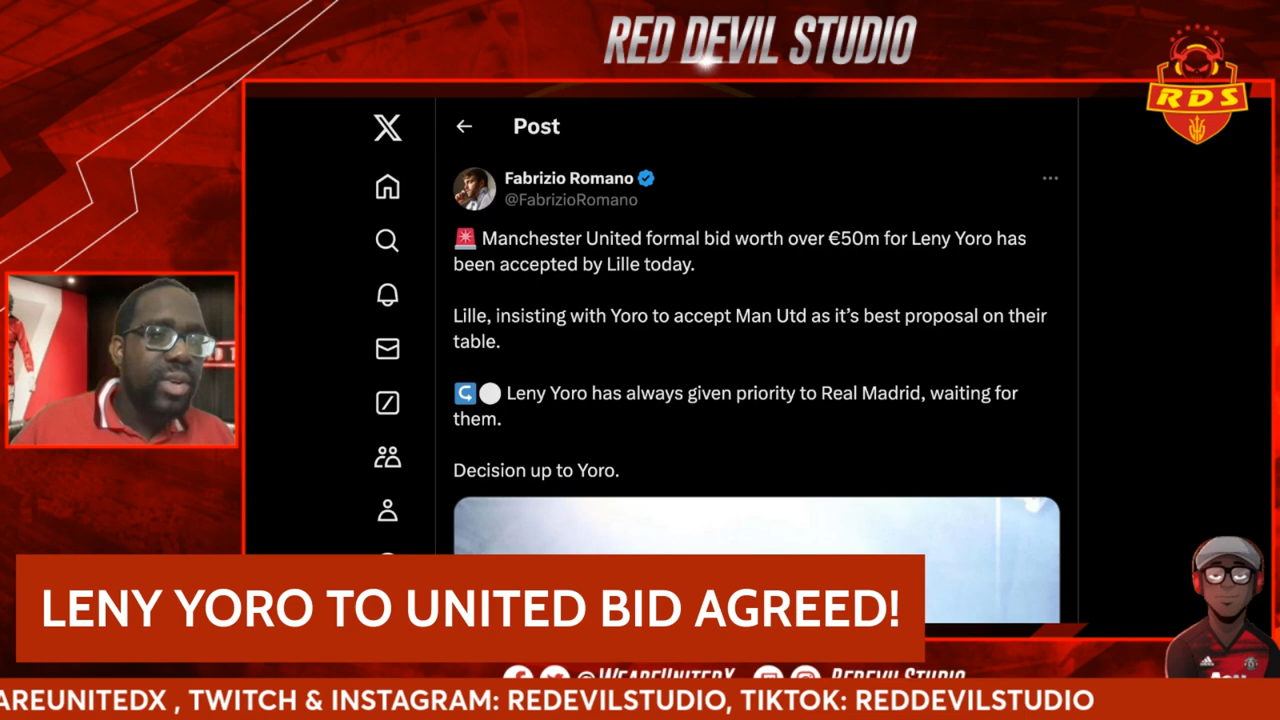 RED DEVIL STUDIO
RDS
Post
Fabrizio Romano
@FabrizioRomano
🚨 Manchester United formal bid worth over €50m for Leny Yoro has
been accepted by Lille today.
Lille, insisting with Yoro to accept Man Utd as it’s best proposal on their
table.
↪️⚪ Leny Yoro has always given priority to Real Madrid, waiting for
them.
Decision up to Yoro.
LENY YORO TO UNITED BID AGREED!
@WEAREUNITEDX REDEVILSTUDIO
AREUNITEDX , TWITCH & INSTAGRAM: REDEVILSTUDIO, TIKTOK: REDDEVILSTUDIO